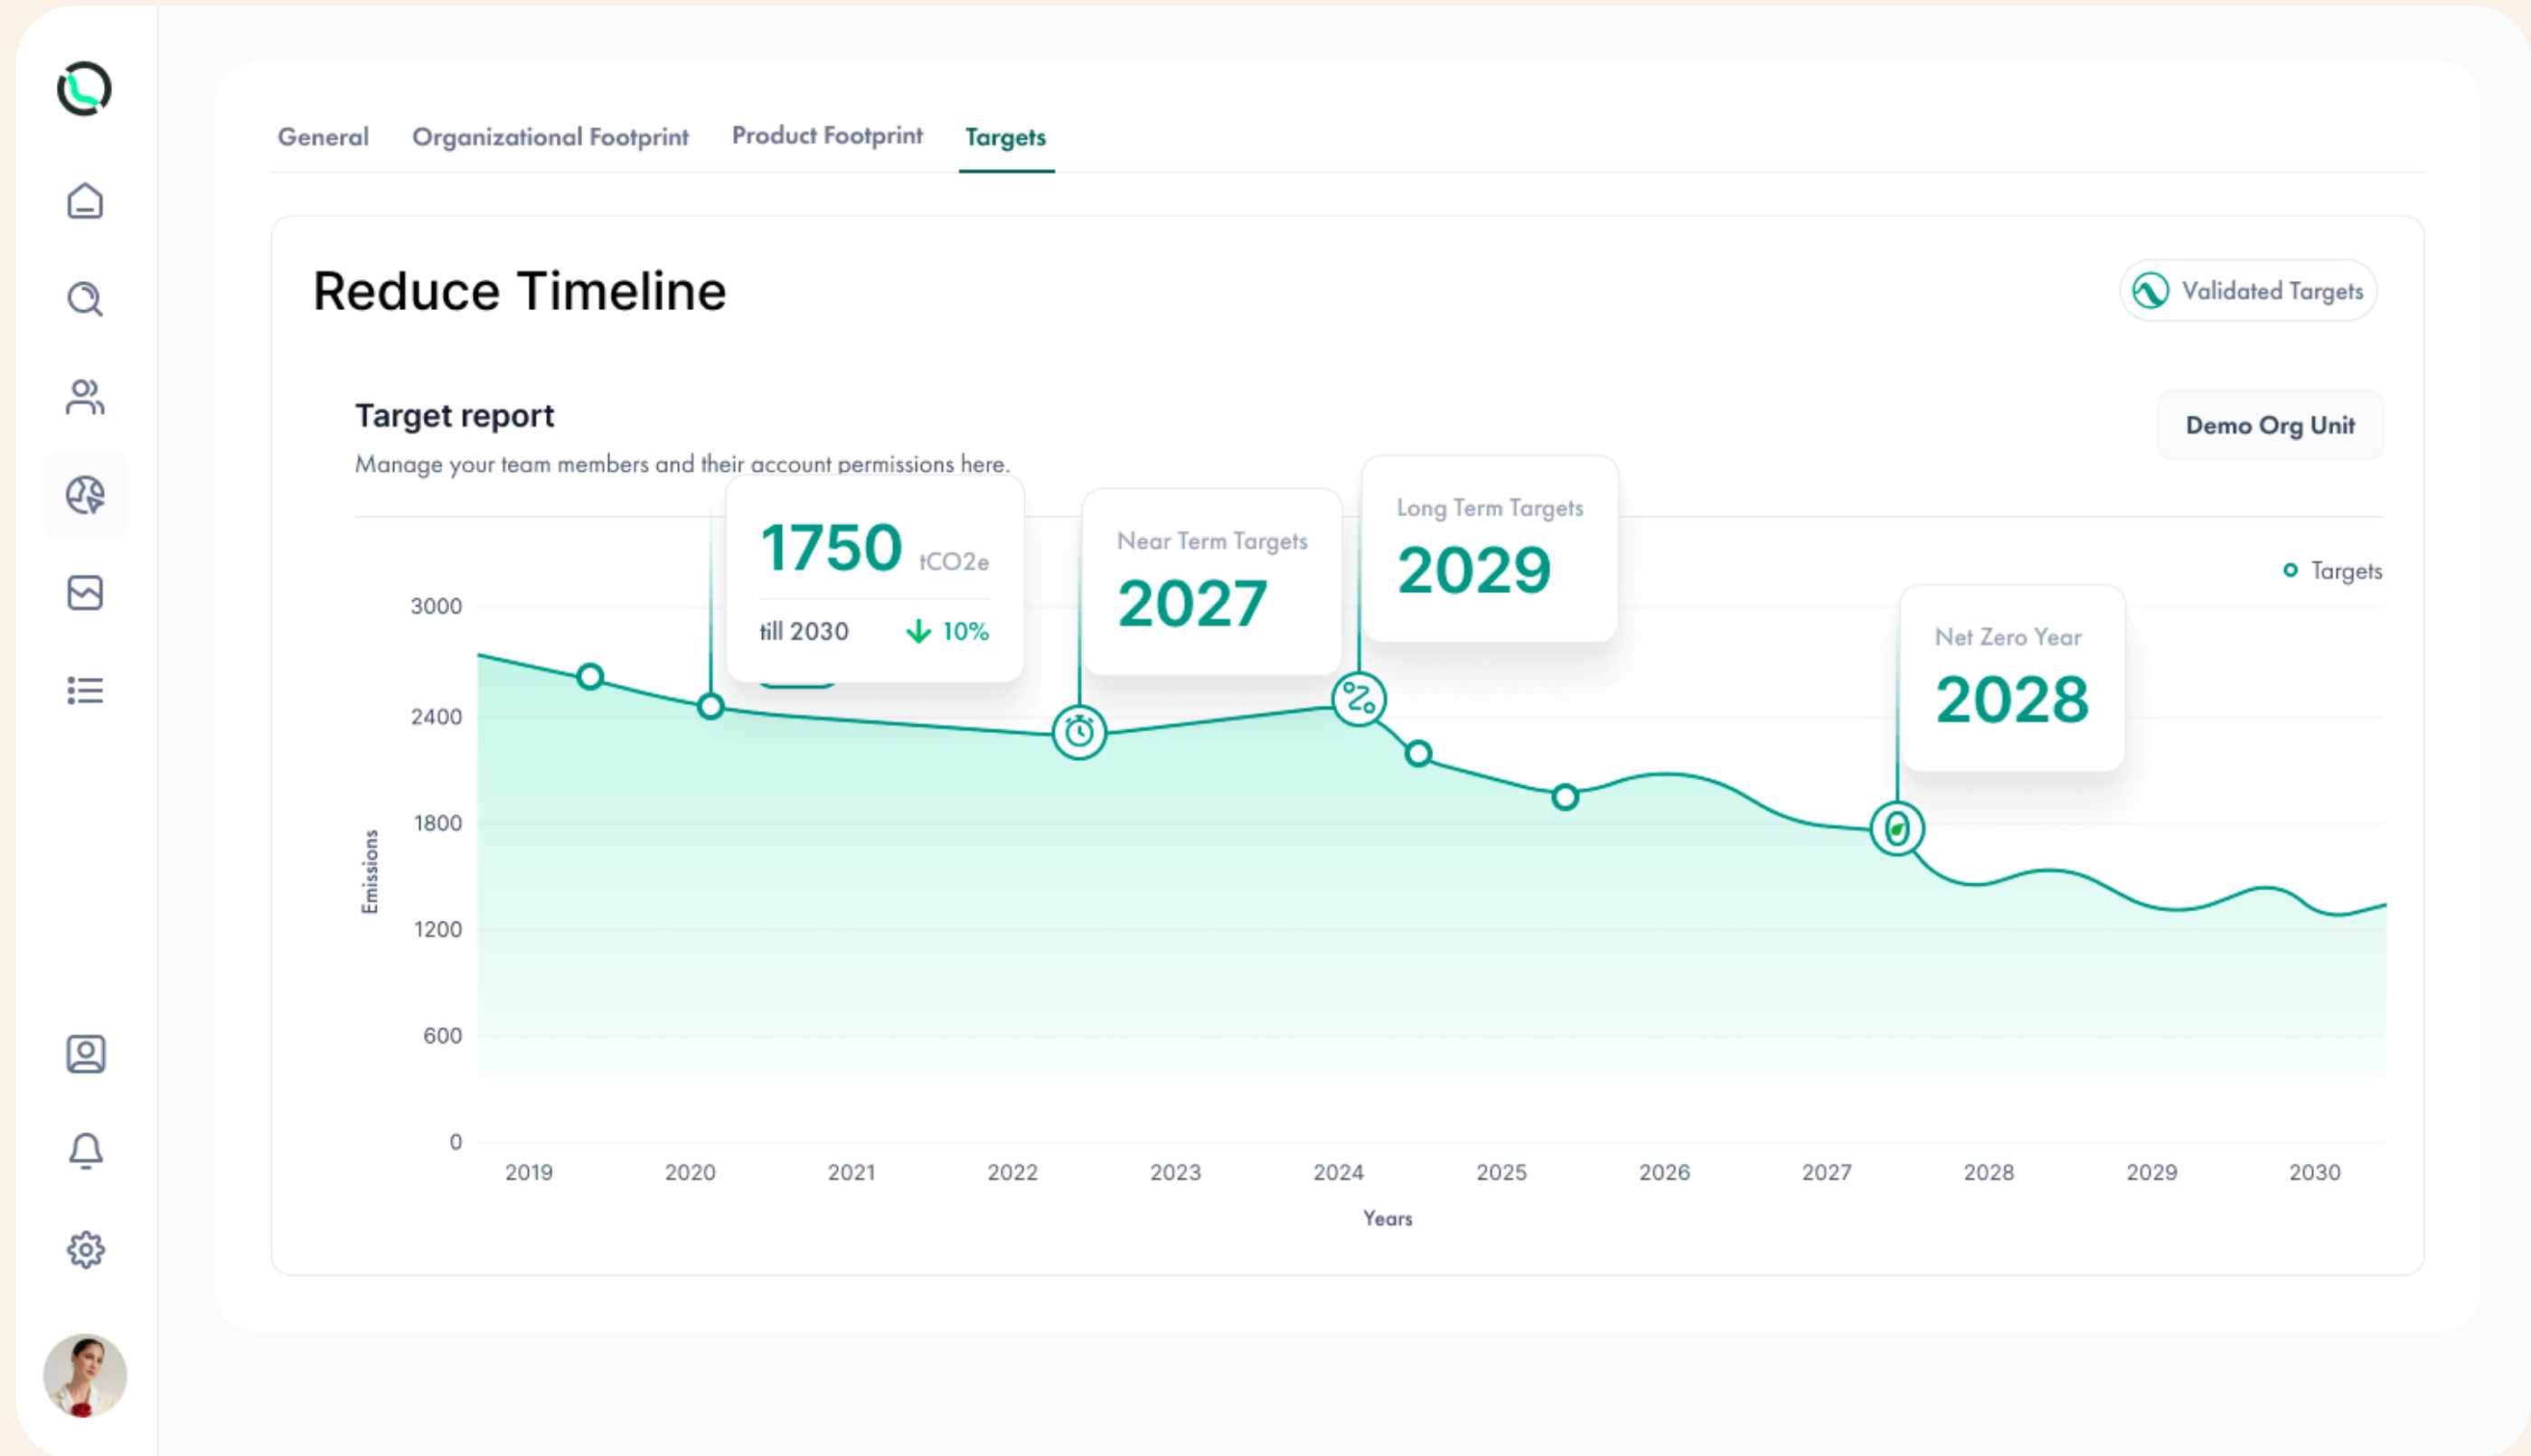 General Organizational Footprint Product Footprint Targets
Reduce Timeline
Validated Targets
Target report
Demo Org Unit
Manage your team members and their account permissions here.
1750 tCO2e
till 2030 10%
Near Term Targets
2027
Long Term Targets
2029
Targets
Net Zero Year
2028
3000
2400
1800
1200
600
0
Emissions
2019 2020 2021 2022 2023 2024 2025 2026 2027 2028 2029 2030
Years